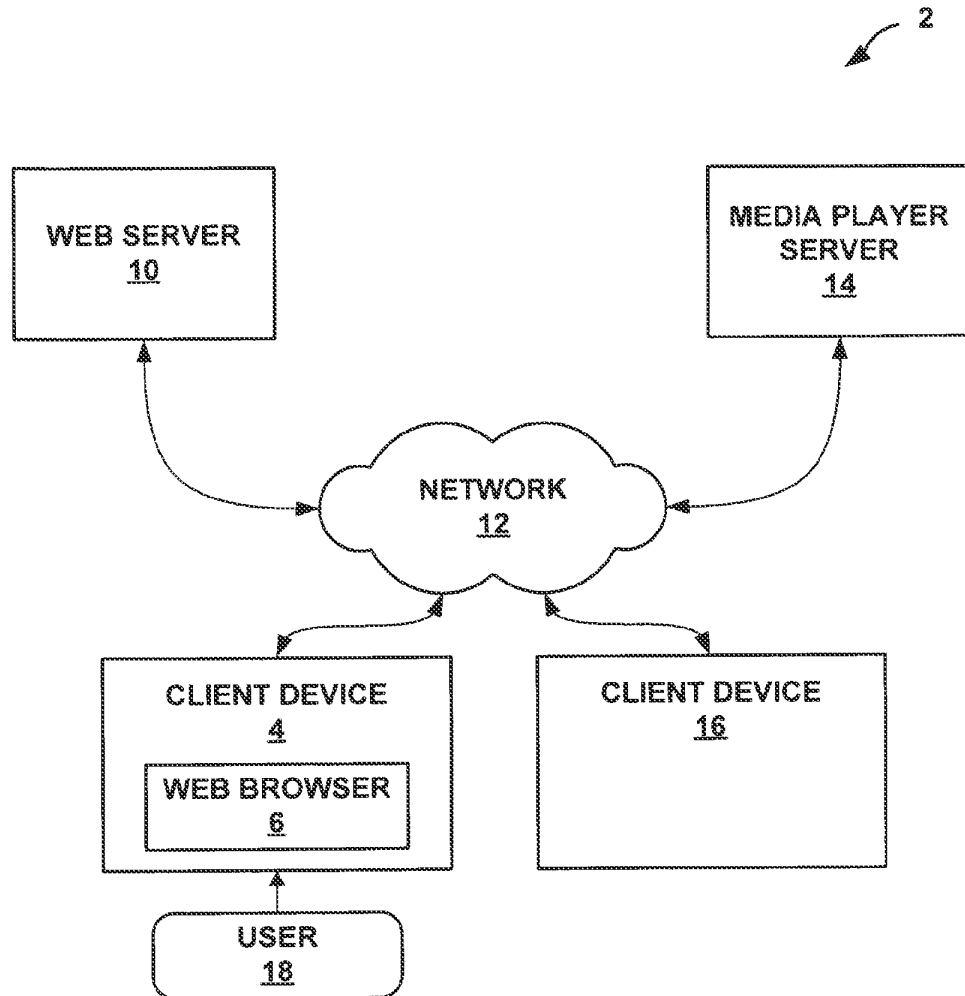 2
WEB SERVER
10
MEDIA PLAYER
SERVER
14
NETWORK
12
CLIENT DEVICE
4
WEB BROWSER
6
CLIENT DEVICE
16
USER
18